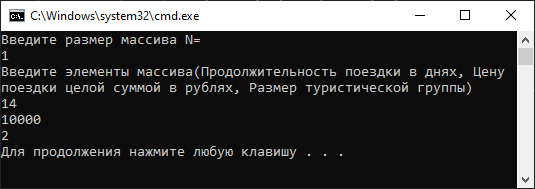 C:\Windows\system32\cmd.exe
Введите размер массива N=
1
Введите элементы массива(Продолжительность поездки в днях, Цену
поездки целой суммой в рублях, Размер туристической группы)
14
10000
2
Для продолжения нажмите любую клавишу . . .